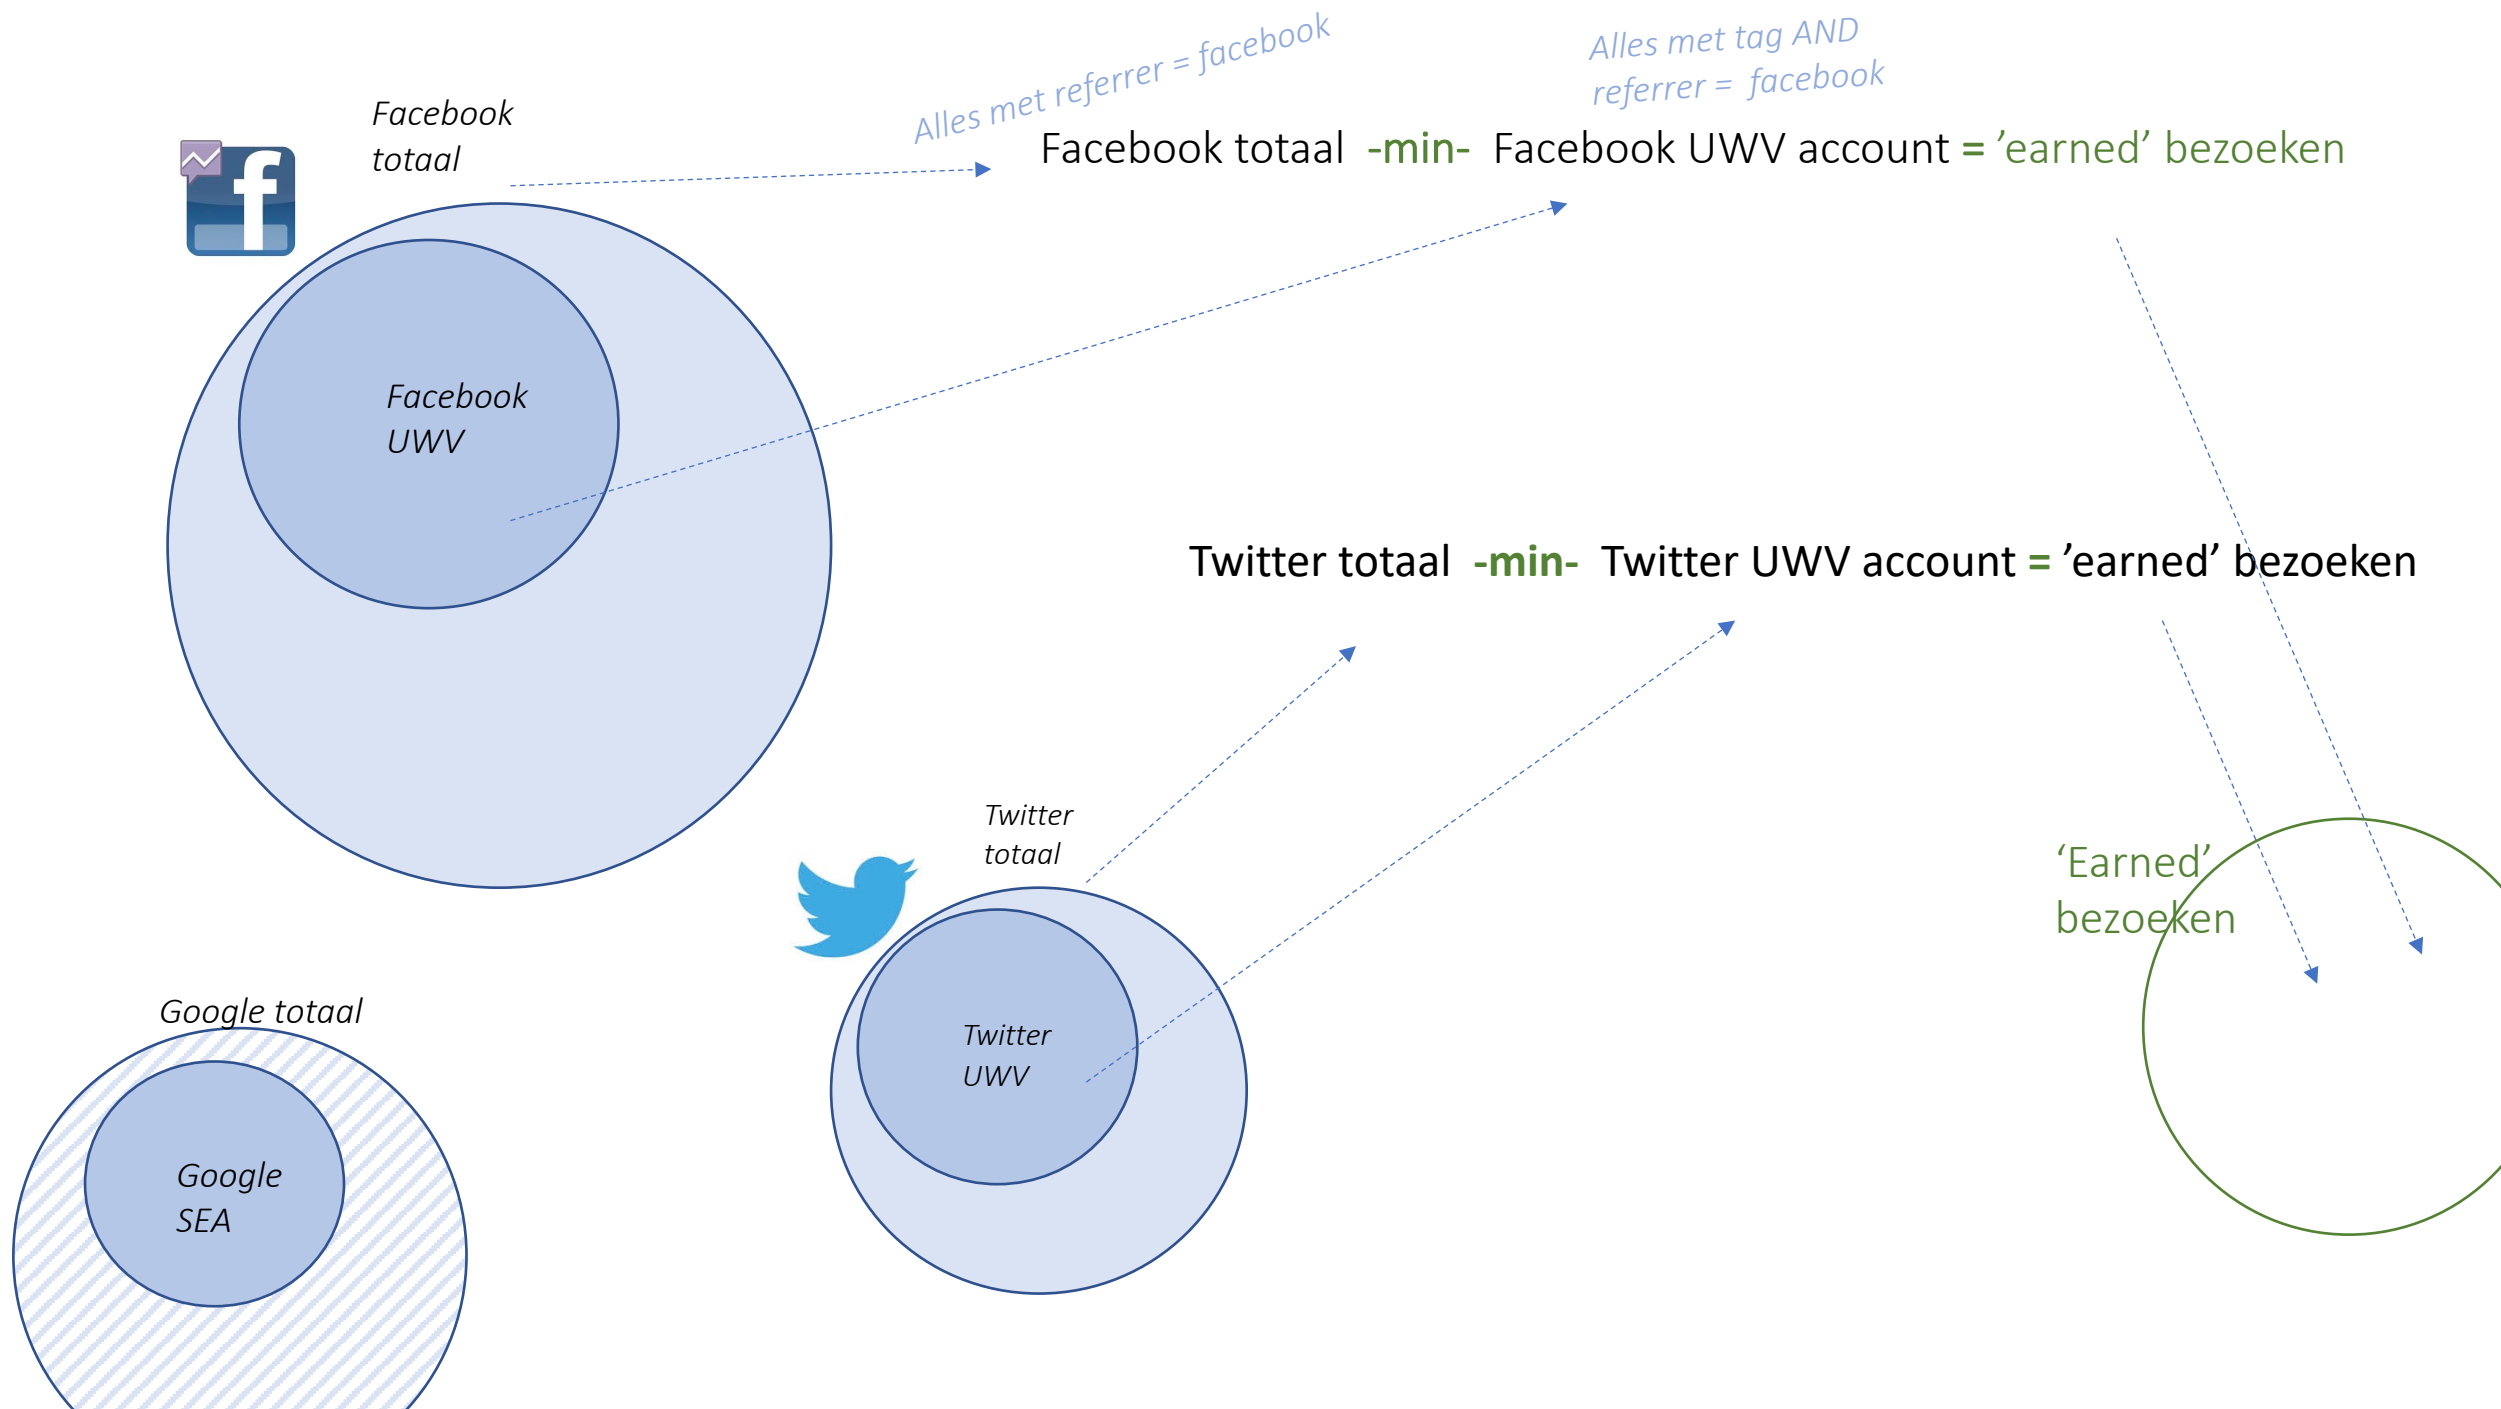 Alles met referrer = facebook
Alles met tag AND
referrer = facebook
Facebook
totaal
Facebook totaal -min- Facebook UWV account = ’earned’ bezoeken
Facebook
UWV
Twitter totaal -min- Twitter UWV account = ’earned’ bezoeken
Twitter
totaal
‘Earned’
bezoeken
Google totaal
Twitter
UWV
Google
SEA